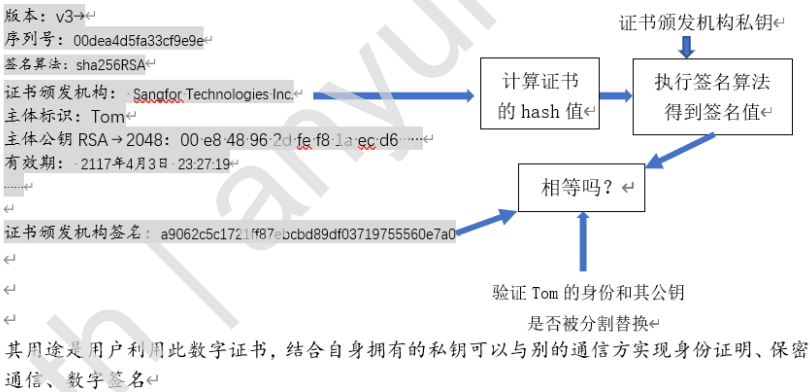 版本：v3
序列号：00dea4d5fa33cf9e9e
签名算法：sha256RSA
证书颁发机构：Sangfor Technologies Inc.
主体标识：Tom
主体公钥 RSA→2048：00 e8 48 96 2d fe f8 1a ec d6……
有效期：2117年4月3日 23:27:19
……
证书颁发机构签名：a9062c5c1721ff87ebcbd89df03719755560e7a0
证书颁发机构私钥
计算证书
的 hash 值
执行签名算法
得到签名值
相等吗？
验证 Tom 的身份和其公钥
是否被分割替换
其用途是用户利用此数字证书，结合自身拥有的私钥可以与别的通信方实现身份证明、保密
通信、数字签名